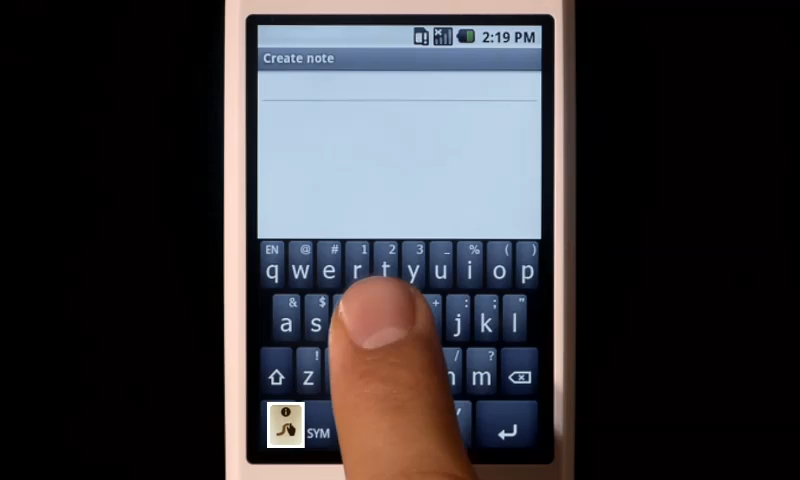 2:19 PM
Create note
EN @ # 1 2 3 _ % ( )
q w e r t y u i o p
& $ + : ; "
a s j k l
! / ?
z n m
SYM